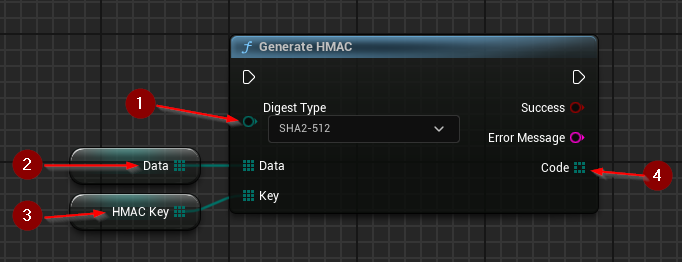 Generate HMAC
1
Digest Type
Success
SHA2-512
Error Message
2
Data
Data
Code
4
3
HMAC Key
Key